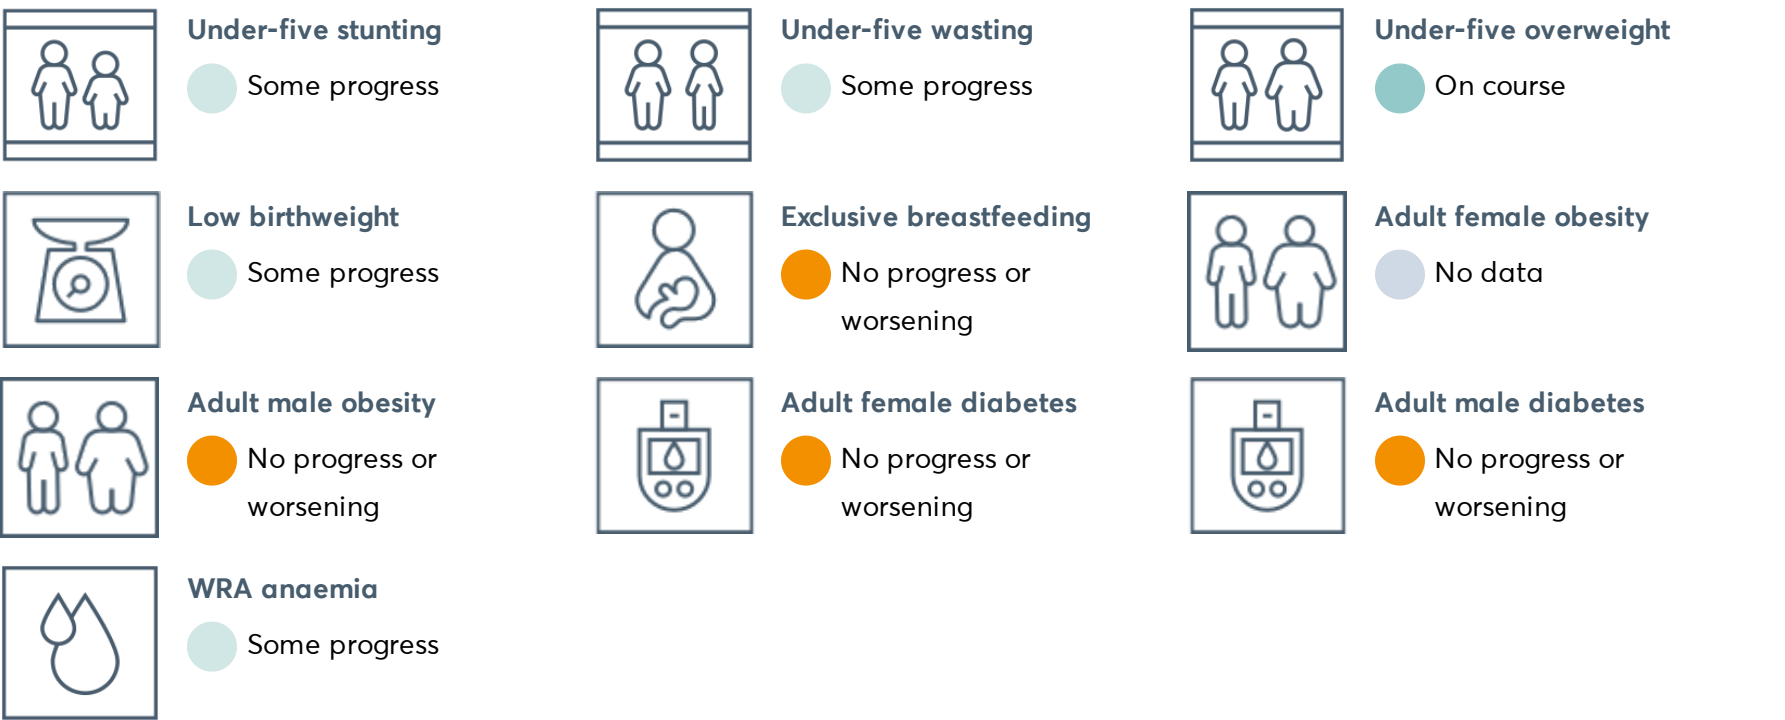 Under-five stunting
Some progress
Under-five wasting
Some progress
Under-five overweight
On course
Low birthweight
Some progress
Exclusive breastfeeding
No progress or
worsening
Adult female obesity
No data
Adult male obesity
No progress or
worsening
Adult female diabetes
No progress or
worsening
Adult male diabetes
No progress or
worsening
WRA anaemia
Some progress